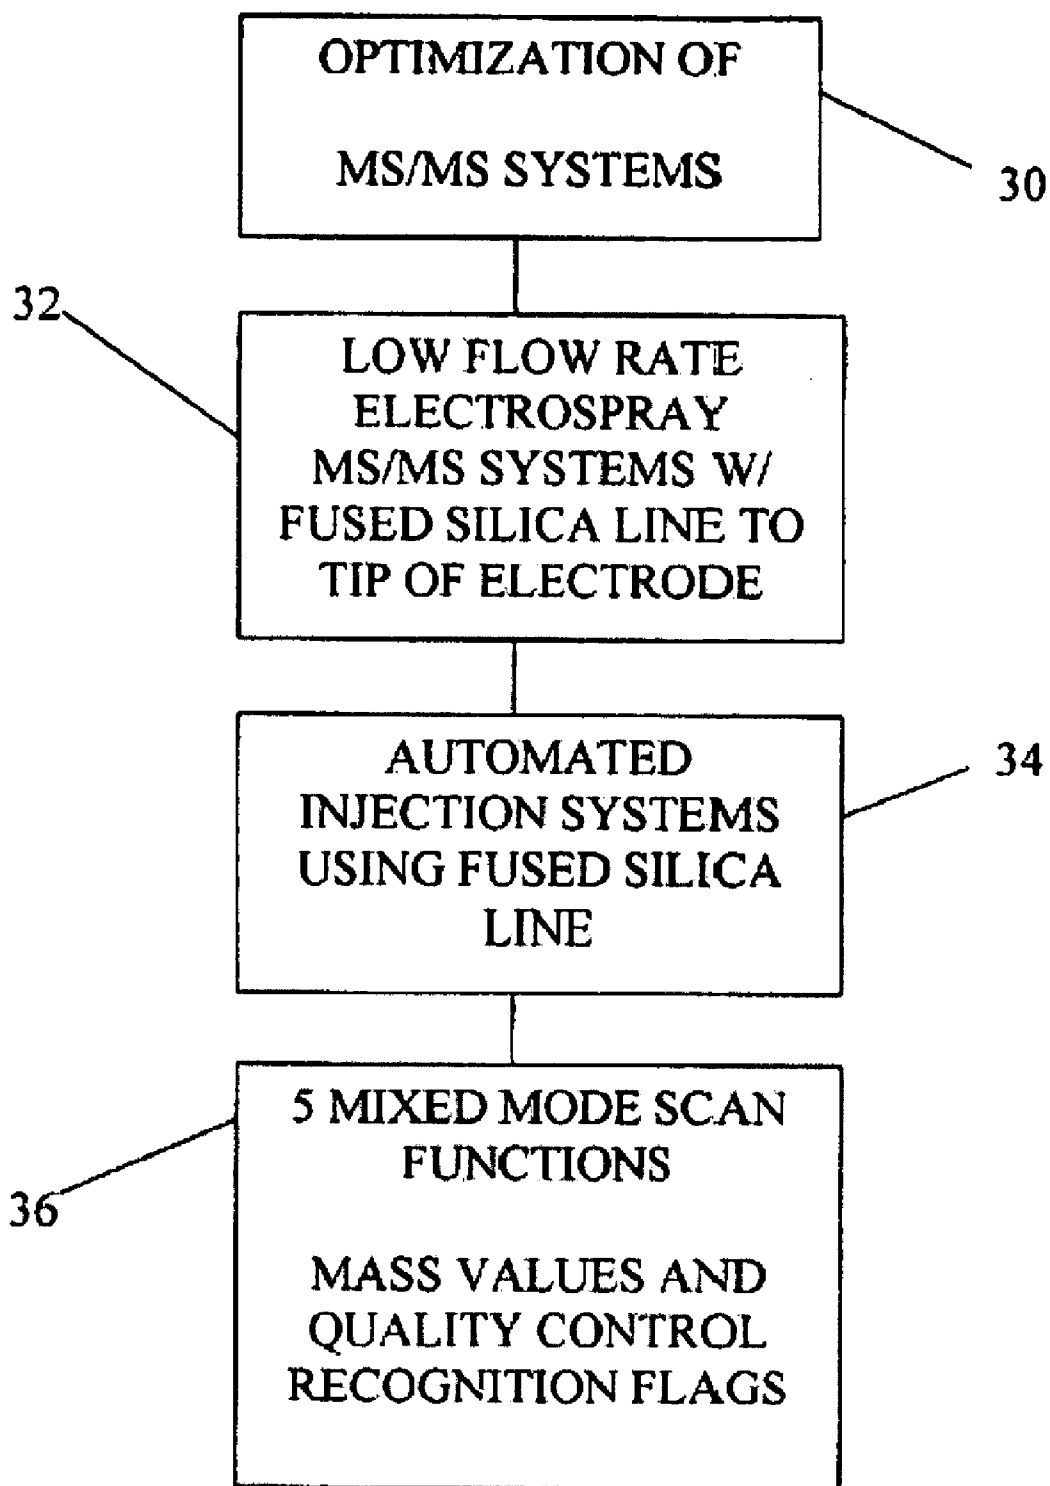 OPTIMIZATION OF
MS/MS SYSTEMS
30
32
LOW FLOW RATE
ELECTROSPRAY
MS/MS SYSTEMS W/
FUSED SILICA LINE TO
TIP OF ELECTRODE
AUTOMATED
INJECTION SYSTEMS
USING FUSED SILICA
LINE
34
5 MIXED MODE SCAN
FUNCTIONS
36
MASS VALUES AND
QUALITY CONTROL
RECOGNITION FLAGS